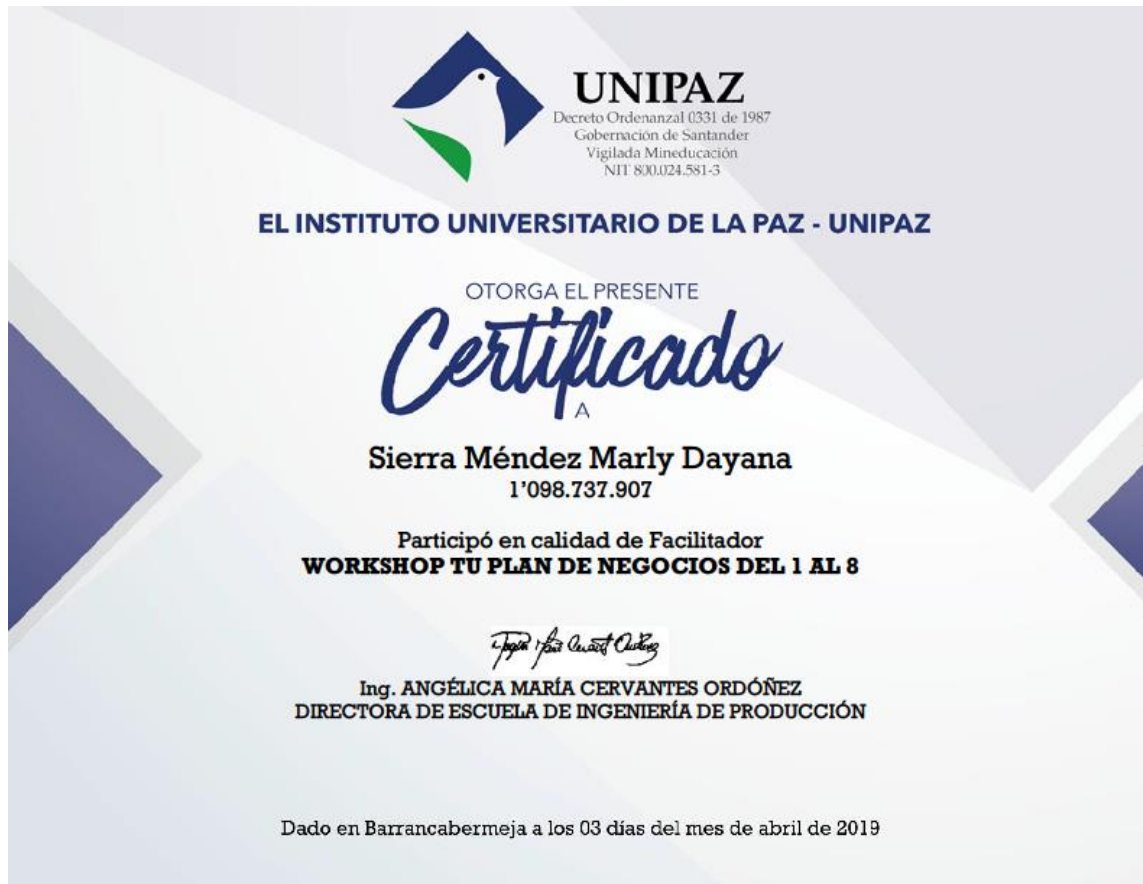 UNIPAZ
Decreto Ordenanzal 0331 de 1987
Gobernación de Santander
Vigilada Mineducación
NIT 800.024.581-3
EL INSTITUTO UNIVERSITARIO DE LA PAZ - UNIPAZ
OTORGA EL PRESENTE
Certificado
A
Sierra Méndez Marly Dayana
1’098.737.907
Participó en calidad de Facilitador
WORKSHOP TU PLAN DE NEGOCIOS DEL 1 AL 8
Ing. ANGÉLICA MARÍA CERVANTES ORDÓÑEZ
DIRECTORA DE ESCUELA DE INGENIERÍA DE PRODUCCIÓN
Dado en Barrancabermeja a los 03 días del mes de abril de 2019